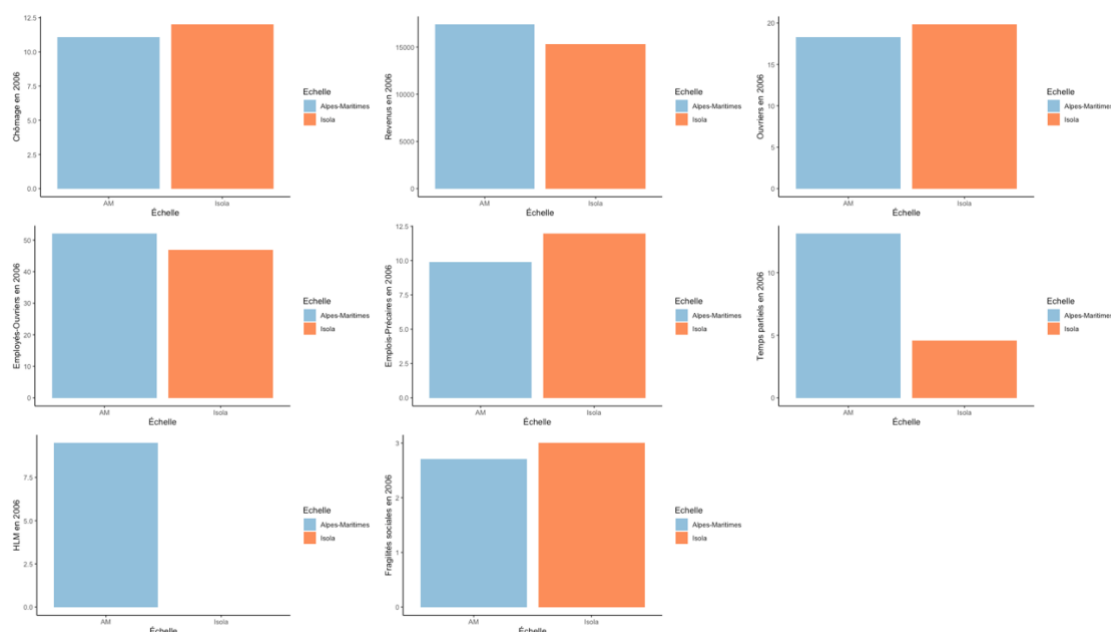 Chômage en 2006
12.5
10.0
7.5
5.0
2.5
0.0
AM
Isola
Échelle
Echelle
Alpes-Maritimes
Isola
Revenus en 2006
15000
10000
5000
0
AM
Isola
Échelle
Echelle
Alpes-Maritimes
Isola
Ouvriers en 2006
20
15
10
5
0
AM
Isola
Échelle
Echelle
Alpes-Maritimes
Isola
Employés-Ouvriers en 2006
50
40
30
20
10
0
AM
Isola
Échelle
Echelle
Alpes-Maritimes
Isola
Emplois-Précaires en 2006
12.5
10.0
7.5
5.0
2.5
0.0
AM
Isola
Échelle
Echelle
Alpes-Maritimes
Isola
Temps partiels en 2006
10
5
0
AM
Isola
Échelle
Echelle
Alpes-Maritimes
Isola
HLM en 2006
7.5
5.0
2.5
0.0
AM
Isola
Échelle
Echelle
Alpes-Maritimes
Isola
Fragilités sociales en 2006
3
2
1
0
AM
Isola
Échelle
Echelle
Alpes-Maritimes
Isola